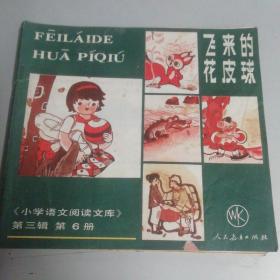 FĒILÁIDE
HUĀ PÍQIÚ
飞来的
花皮球
《小学语文阅读文库》
第三辑 第6册
WK
人民教育出版社